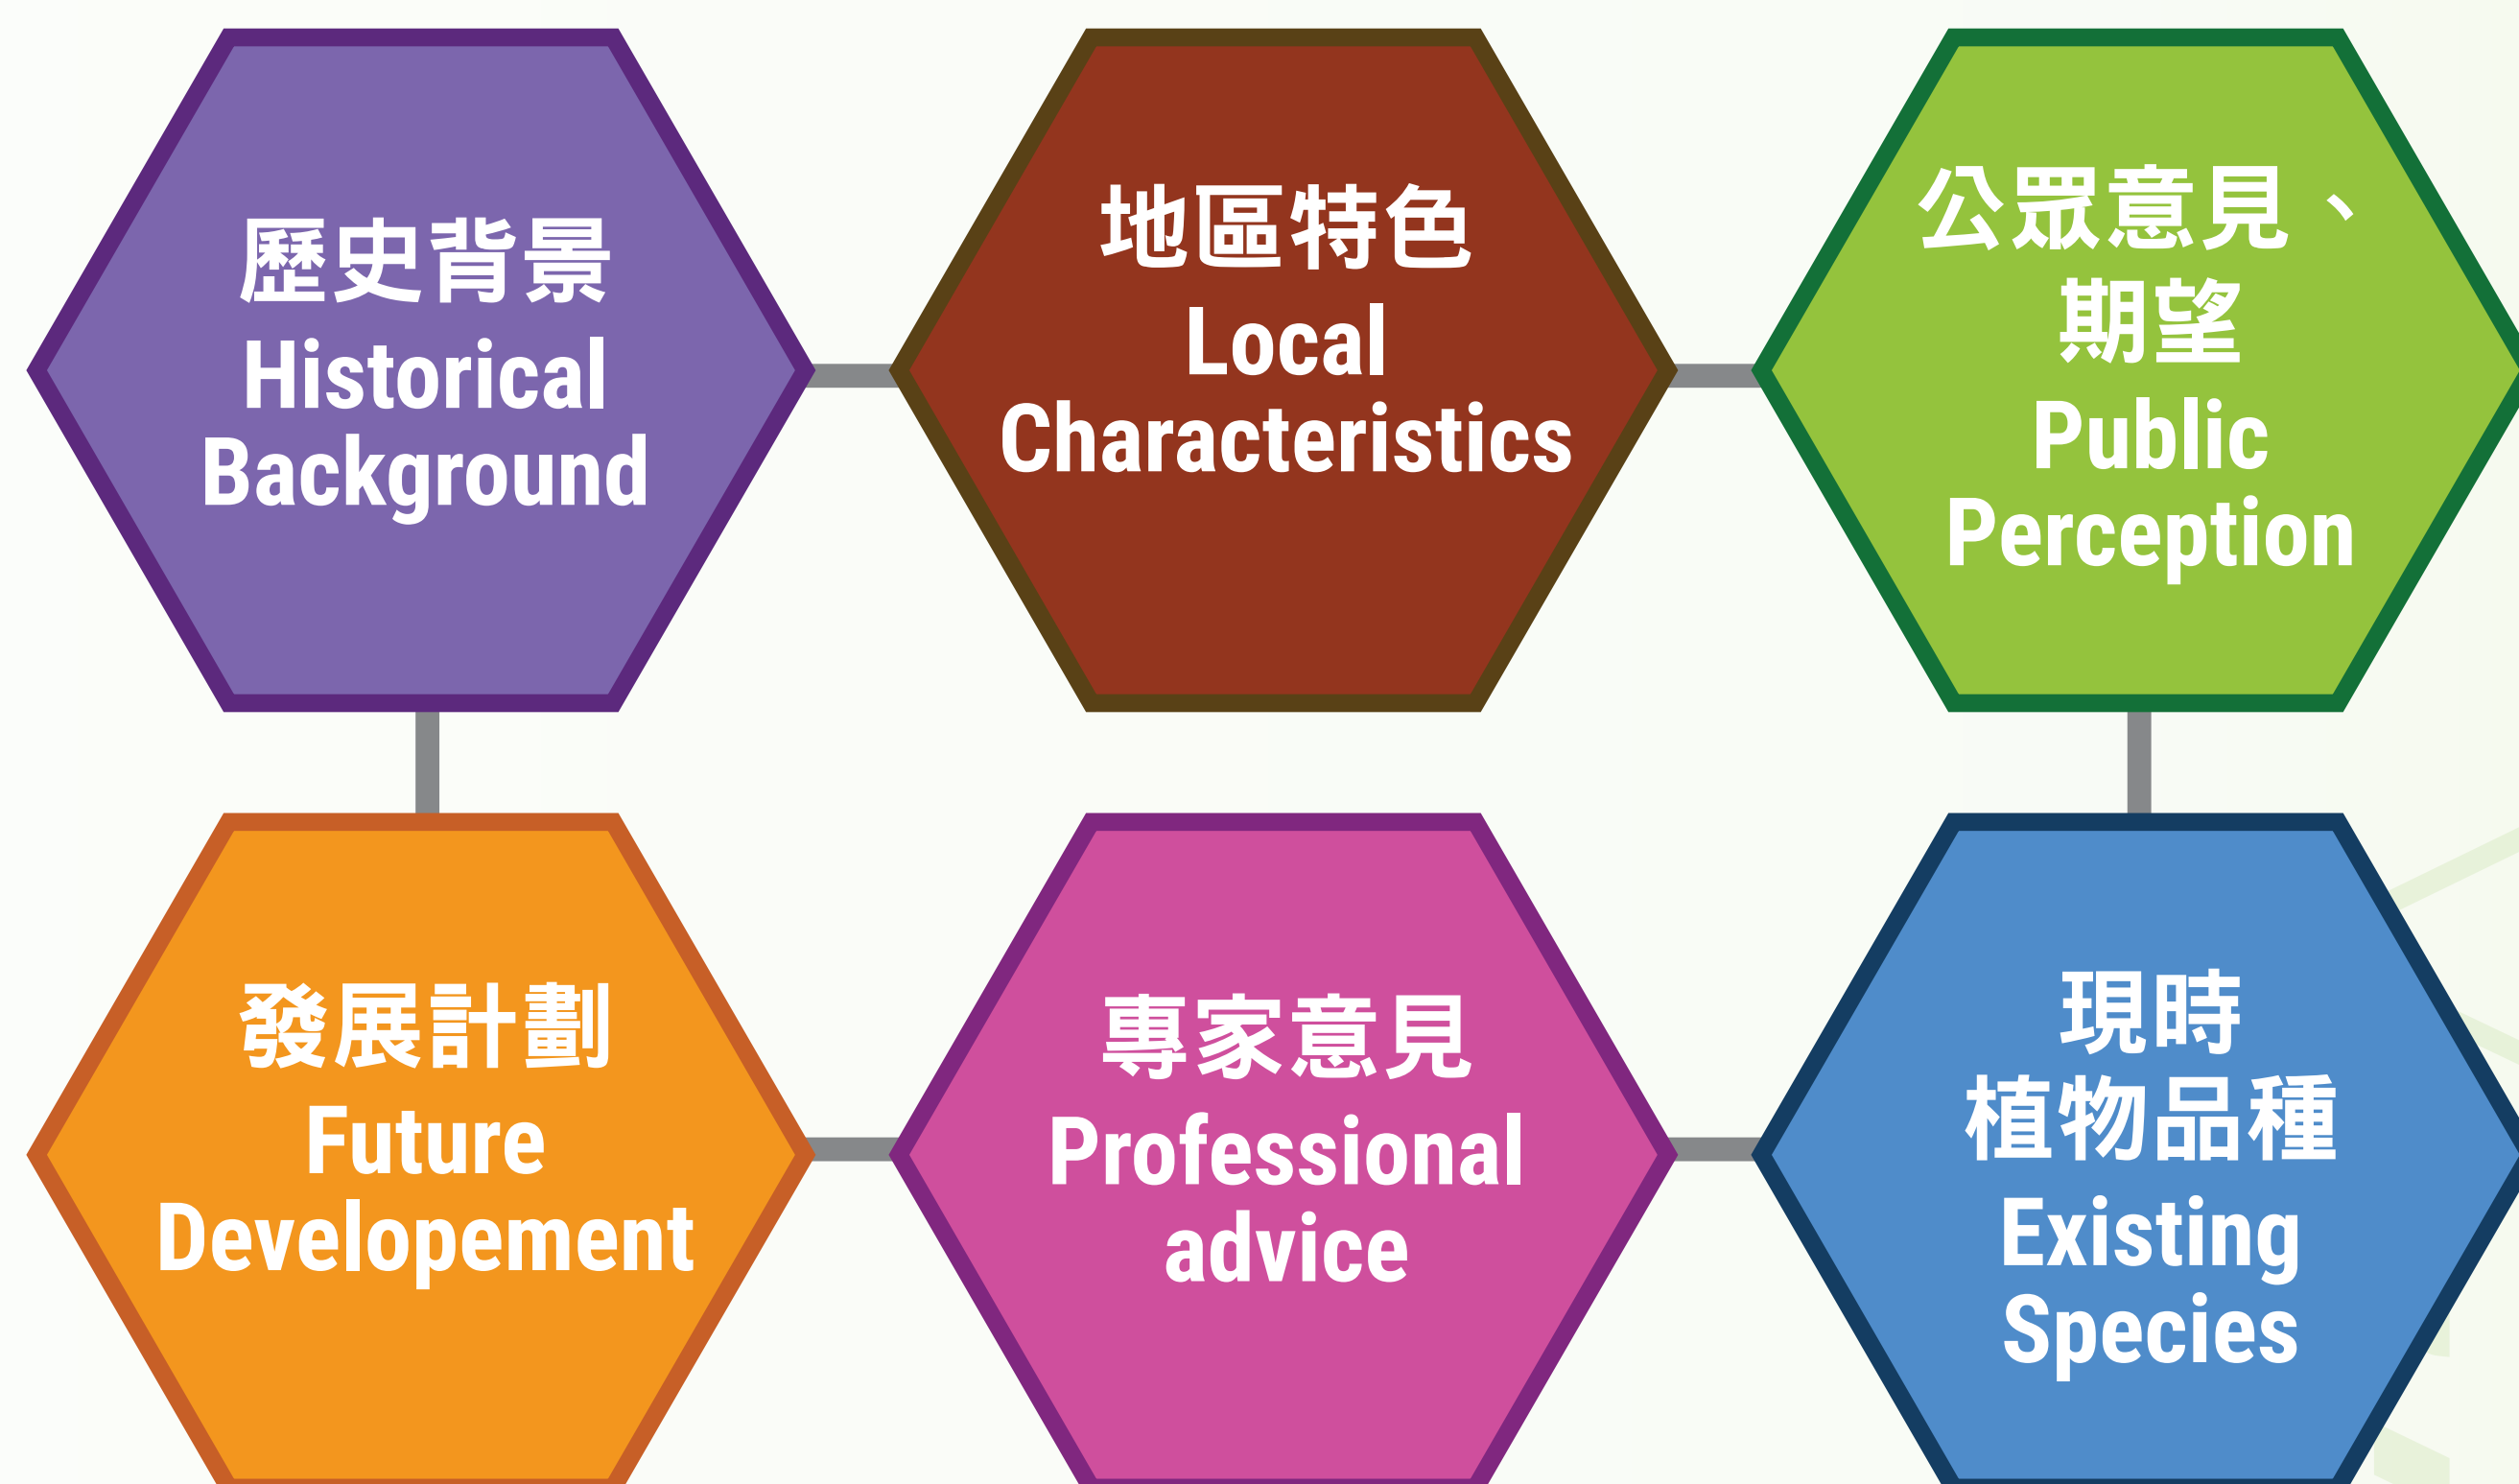 歷史背景
Historical
Background
地區特色
Local
Characteristics
公眾意見、
期望
Public
Perception
發展計劃
Future
Developement
專家意見
Professional
advice
現時
植物品種
Existing
Species